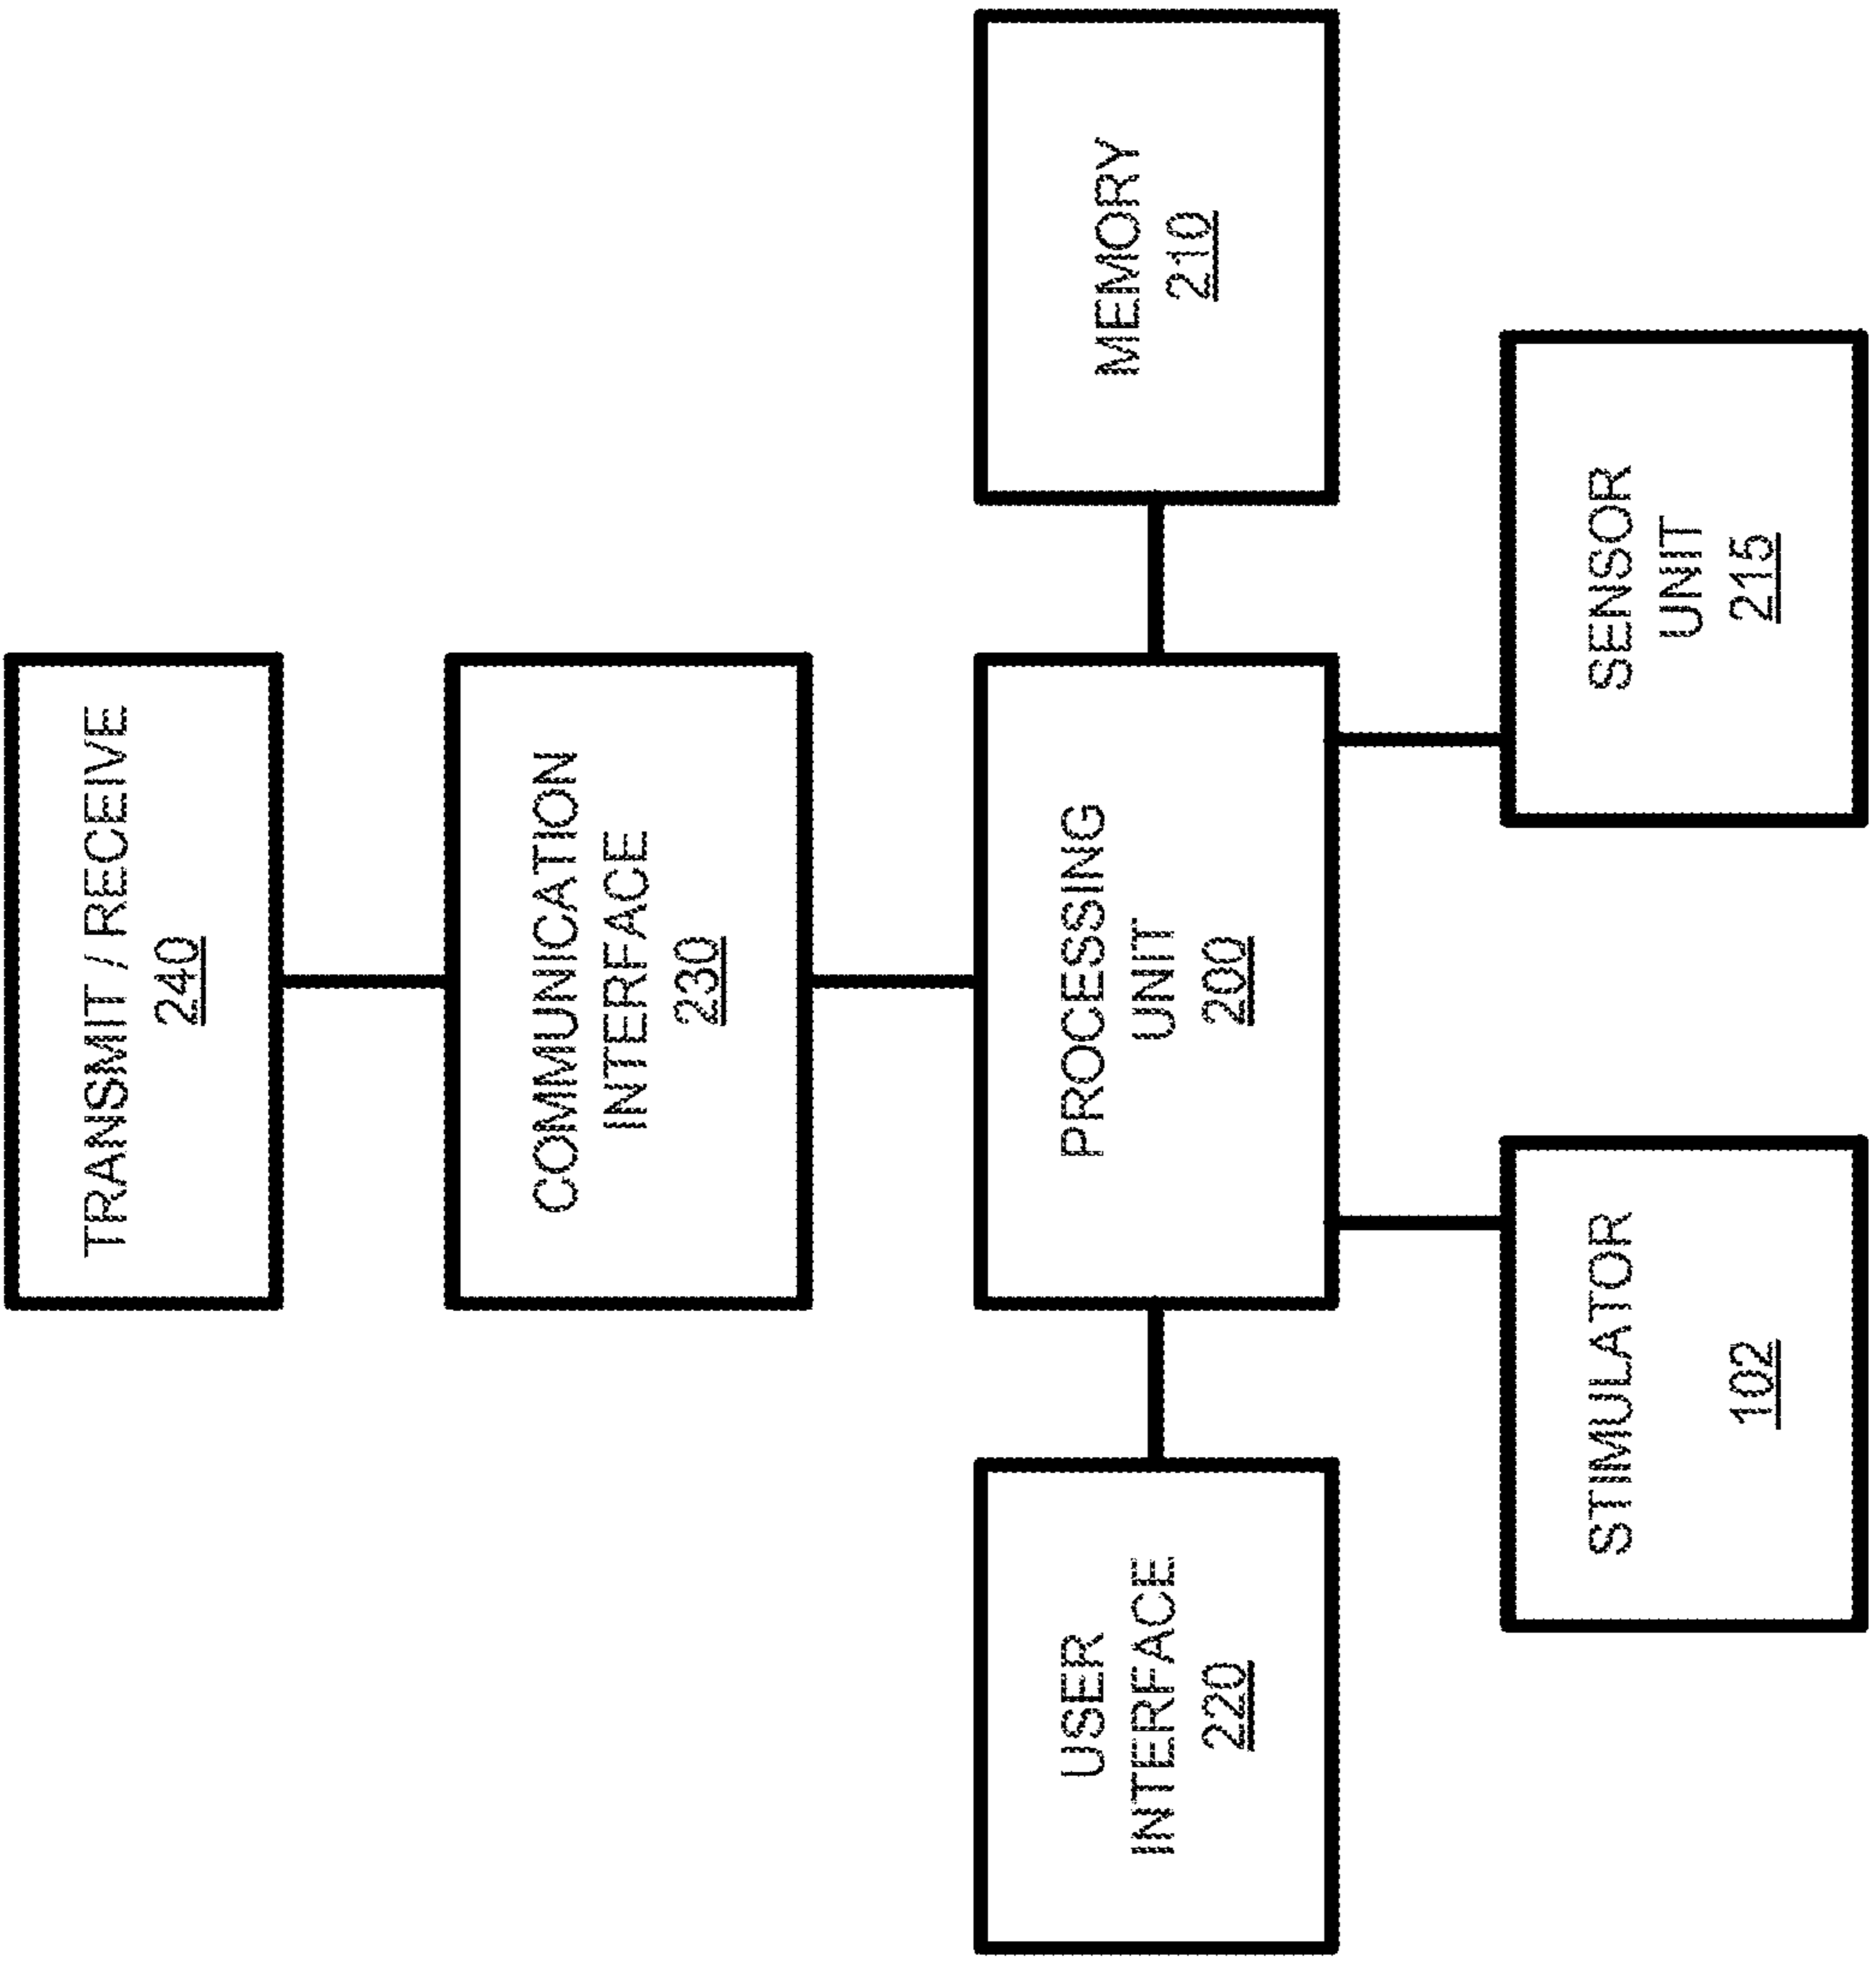 TRANSMIT / RECEIVE
240
COMMUNICATION
INTERFACE
230
USER
INTERFACE
220
PROCESSING
UNIT
200
MEMORY
210
STIMULATOR
102
SENSOR
UNIT
215